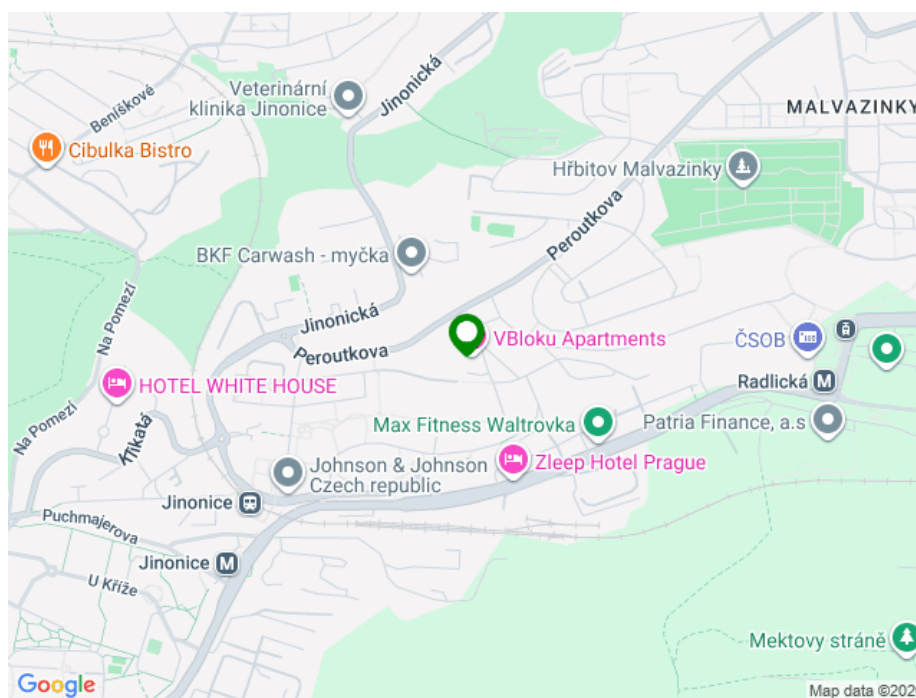 Beníškové
Veterinární
klinika Jinonice
Jinonická
MALVAZINKY
Cibulka Bistro
Hřbitov Malvazinky
Peroutkova
BKF Carwash - myčka
Na Pomezí
Jinonická
Peroutkova
VBloku Apartments
ČSOB
HOTEL WHITE HOUSE
Radlická
M
Na Pomezí
Klikatá
Max Fitness Waltrovka
Patria Finance, a.s
Zleep Hotel Prague
Johnson & Johnson
Czech republic
Jinonice
Puchmajerova
Jinonice
M
U Kříže
Mektovy stráně
Google
Map data ©202